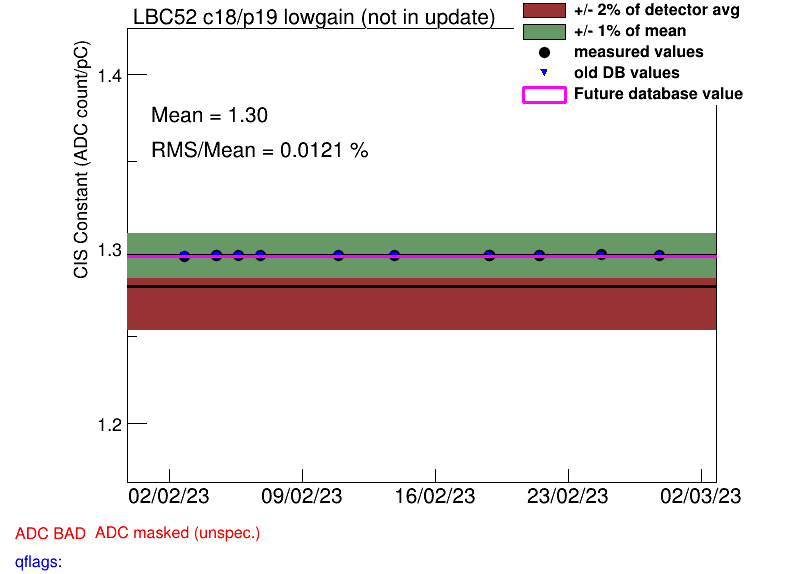 LBC52 c18/p19 lowgain (not in update)
+/- 2% of detector avg
+/- 1% of mean
measured values
old DB values
Future database value
CIS Constant (ADC count/pC)
1.4
Mean = 1.30
RMS/Mean = 0.0121 %
1.3
1.2
02/02/23 09/02/23 16/02/23 23/02/23 02/03/23
ADC BAD ADC masked (unspec.)
qflags: